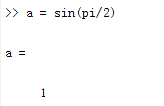 >> a = sin(pi/2)
a =
1